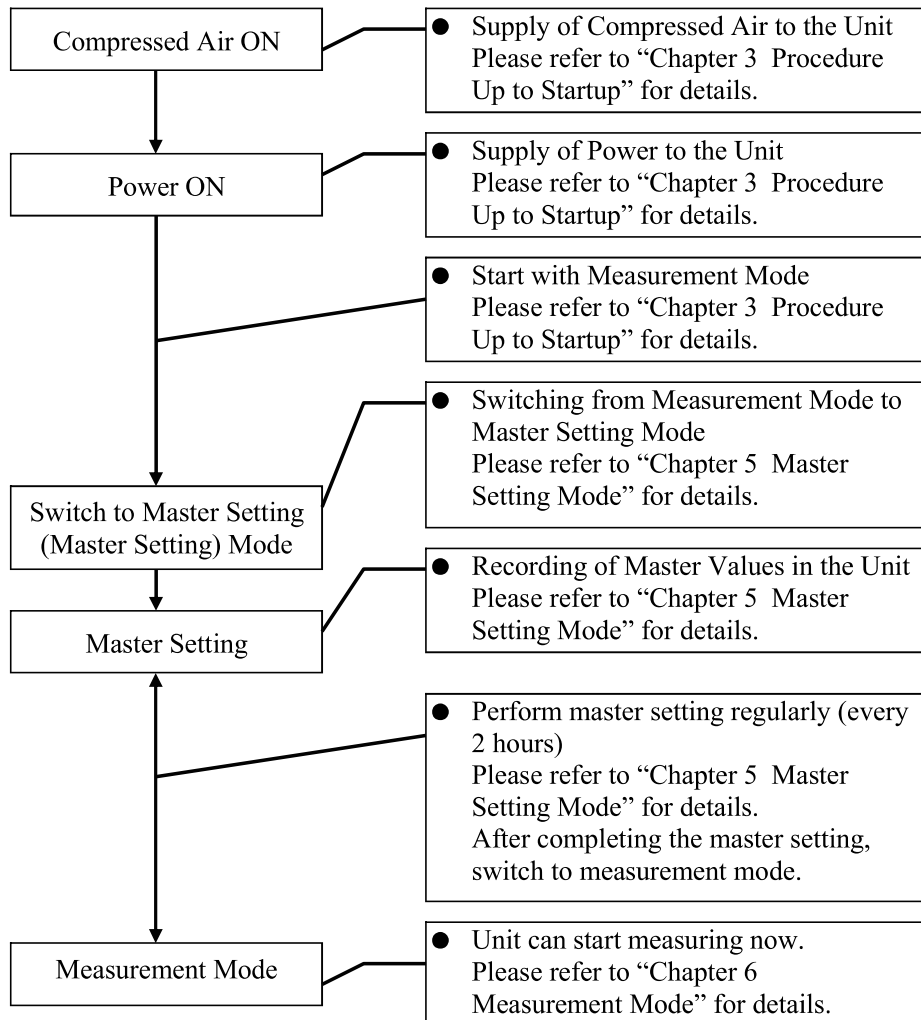 Compressed Air ON
● Supply of Compressed Air to the Unit
Please refer to “Chapter 3 Procedure
Up to Startup” for details.
Power ON
● Supply of Power to the Unit
Please refer to “Chapter 3 Procedure
Up to Startup” for details.
● Start with Measurement Mode
Please refer to “Chapter 3 Procedure
Up to Startup” for details.
● Switching from Measurement Mode to
Master Setting Mode
Please refer to “Chapter 5 Master
Setting Mode” for details.
Switch to Master Setting
(Master Setting) Mode
● Recording of Master Values in the Unit
Please refer to “Chapter 5 Master
Setting Mode” for details.
Master Setting
● Perform master setting regularly (every
2 hours)
Please refer to “Chapter 5 Master
Setting Mode” for details.
After completing the master setting,
switch to measurement mode.
Measurement Mode
● Unit can start measuring now.
Please refer to “Chapter 6
Measurement Mode” for details.